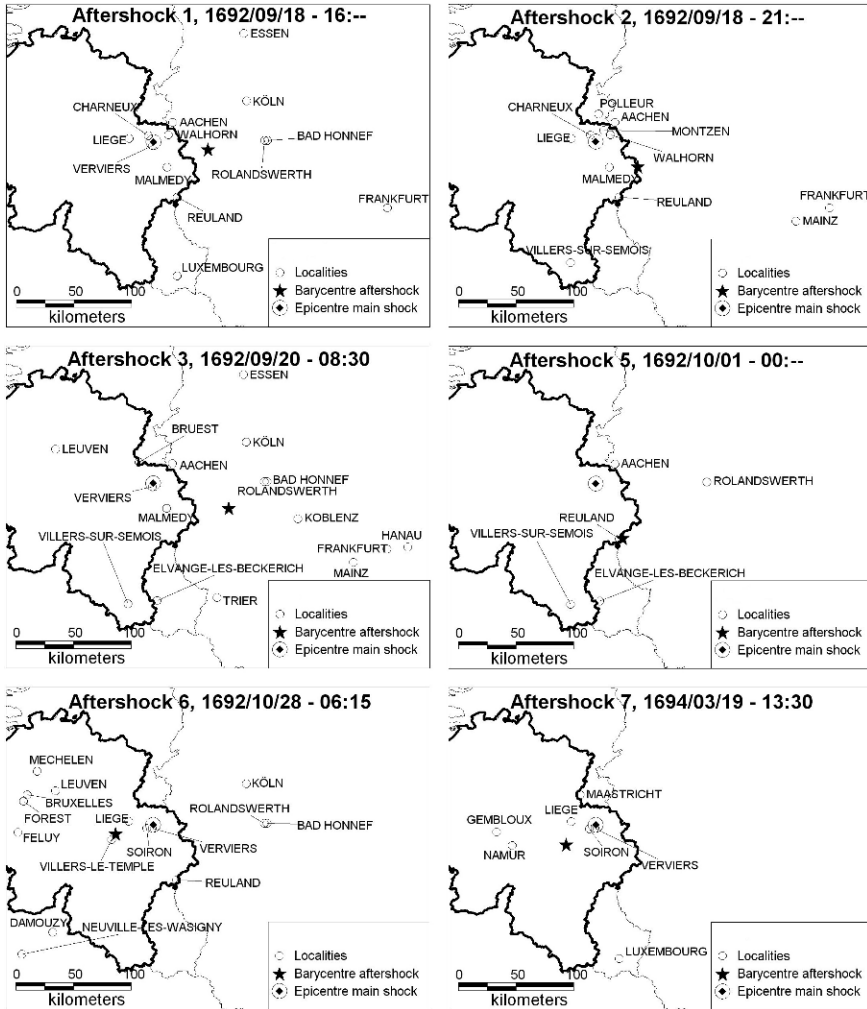 Aftershock 1, 1692/09/18 - 16:--
ESSEN
KÖLN
CHARNEUX
AACHEN
WALHORN
LIEGE
BAD HONNEF
VERVIERS
ROLANDSWERTH
MALMEDY
FRANKFURT
REULAND
LUXEMBOURG
Localities
Barycentre aftershock
Epicentre main shock
0 50 100
kilometers
Aftershock 2, 1692/09/18 - 21:--
POLLEUR
CHARNEUX
AACHEN
LIEGE
MONTZEN
VERVIERS
WALHORN
MALMEDY
REULAND
FRANKFURT
MAINZ
VILLERS-SUR-SEMOIS
Localities
Barycentre aftershock
Epicentre main shock
0 50 100
kilometers
Aftershock 3, 1692/09/20 - 08:30
ESSEN
BRUEST
LEUVEN
KÖLN
AACHEN
BAD HONNEF
VERVIERS
ROLANDSWERTH
MALMEDY
KOBLENZ
VILLERS-SUR-SEMOIS
HANAU
FRANKFURT
ELVANGE-LES-BECKERICH
MAINZ
TRIER
Localities
Barycentre aftershock
Epicentre main shock
0 50 100
kilometers
Aftershock 5, 1692/10/01 - 00:--
AACHEN
ROLANDSWERTH
REULAND
VILLERS-SUR-SEMOIS
ELVANGE-LES-BECKERICH
Localities
Barycentre aftershock
Epicentre main shock
0 50 100
kilometers
Aftershock 6, 1692/10/28 - 06:15
MECHELEN
LEUVEN
KÖLN
BRUXELLES
FOREST
LIEGE
ROLANDSWERTH
FELUY
BAD HONNEF
SOIRON
VERVIERS
VILLERS-LE-TEMPLE
REULAND
DAMOUZY
NEUVILLE-LES-WASIGNY
Localities
Barycentre aftershock
Epicentre main shock
0 50 100
kilometers
Aftershock 7, 1694/03/19 - 13:30
MAASTRICHT
GEMBLOUX
LIEGE
NAMUR
SOIRON
VERVIERS
LUXEMBOURG
Localities
Barycentre aftershock
Epicentre main shock
0 50 100
kilometers